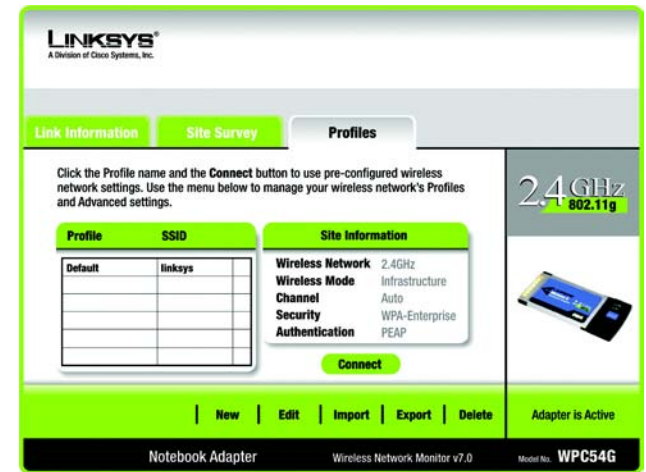 LINKSYS®
A Division of Cisco Systems, Inc.
Link Information
Site Survey
Profiles
Click the Profile name and the Connect button to use pre-configured wireless
network settings. Use the menu below to manage your wireless network's Profiles
and Advanced settings.
2.4GHz
802.11g
Profile SSID
Default linksys
Site Information
Wireless Network 2.4GHz
Wireless Mode Infrastructure
Channel Auto
Security WPA-Enterprise
Authentication PEAP
Connect
New | Edit | Import | Export | Delete
Adapter is Active
Notebook Adapter
Wireless Network Monitor v7.0
Model No. WPC54G